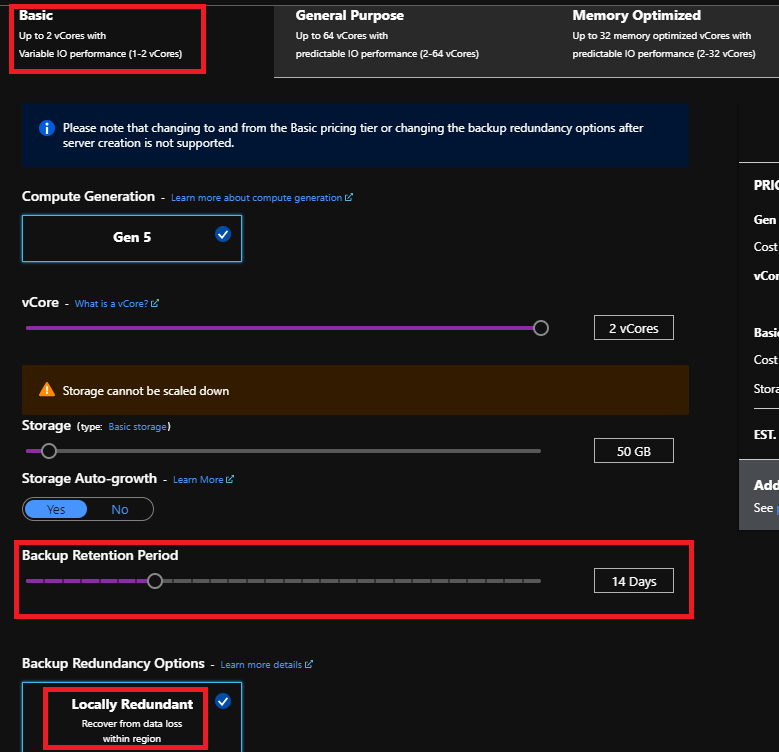 Basic
Up to 2 vCores with
Variable IO performance (1-2 vCores)
General Purpose
Up to 64 vCores with
predictable IO performance (2-64 vCores)
Memory Optimized
Up to 32 memory optimized vCores with
predictable IO performance (2-32 vCores)
Please note that changing to and from the Basic pricing tier or changing the backup redundancy options after
server creation is not supported.
Compute Generation - Learn more about compute generation
Gen 5
vCore - What is a vCore?
2 vCores
Storage cannot be scaled down
Storage (type: Basic storage)
50 GB
Storage Auto-growth - Learn More
Yes No
Backup Retention Period
14 Days
Backup Redundancy Options - Learn more details
Locally Redundant
Recover from data loss
within region
Gen
Cost
Cost
EST.
Add
See